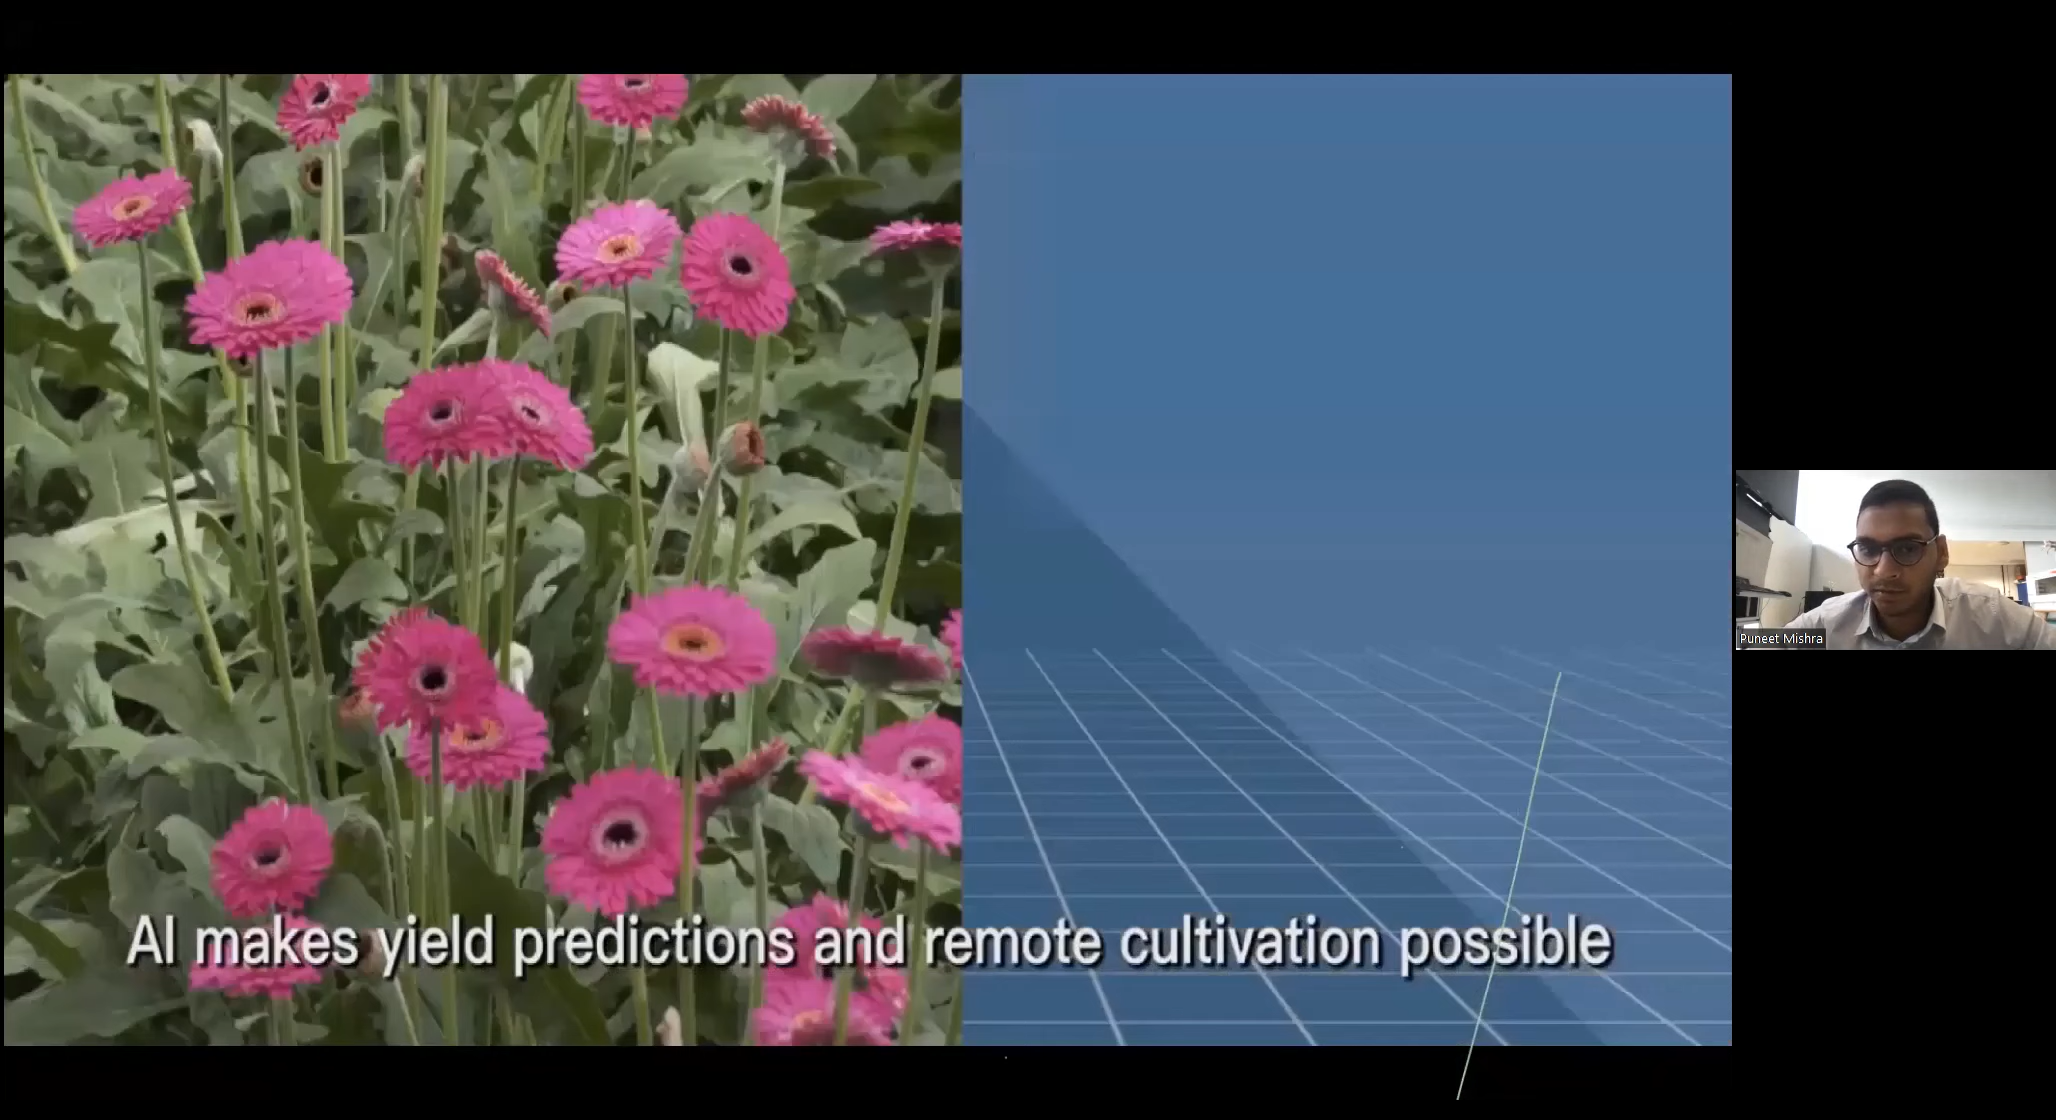 AI makes yield predictions and remote cultivation possible
Puneet Mishra